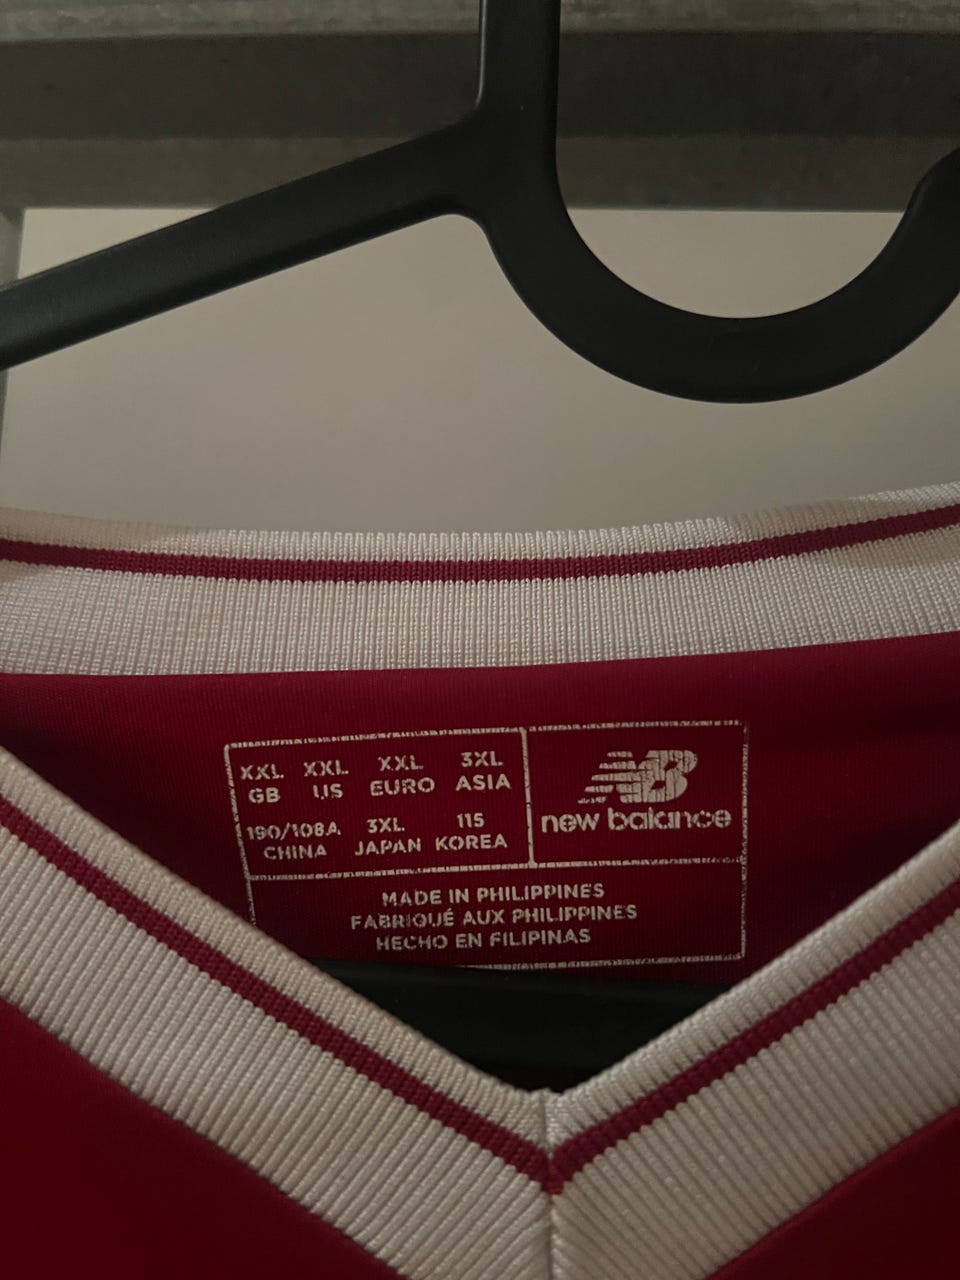 XXL XXL XXL 3XL
GB US EURO ASIA
190/108A 3XL 115
CHINA JAPAN KOREA
NB
new balance
MADE IN PHILIPPINES
FABRIQUÉ AUX PHILIPPINES
HECHO EN FILIPINAS